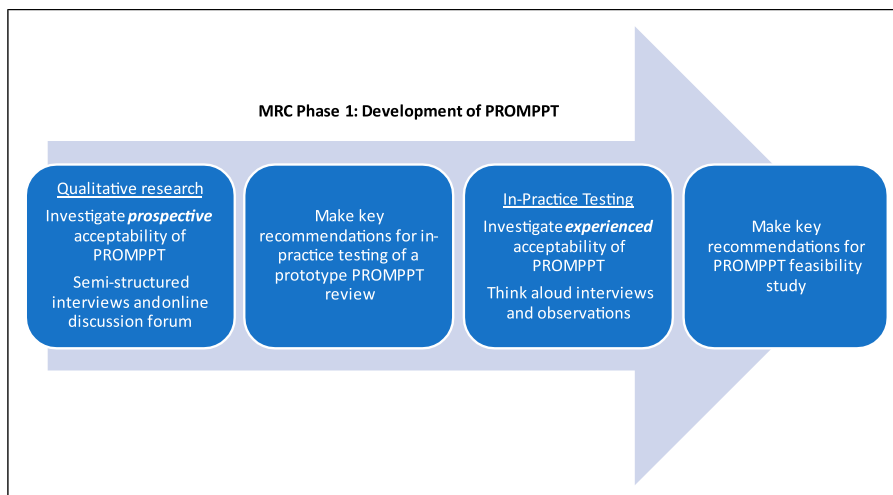 MRC Phase 1: Development of PROMPPT
Qualitative research
Investigate prospective
acceptability of
PROMPPT
Semi-structured
interviews andonline
discussion forum
Make key
recommendations for in-
practice testing of a
prototype PROMPPT
review
In-Practice Testing
Investigate experienced
acceptability of
PROMPPT
Think aloud interviews
and observations
Make key
recommendations for
PROMPPT feasibility
study